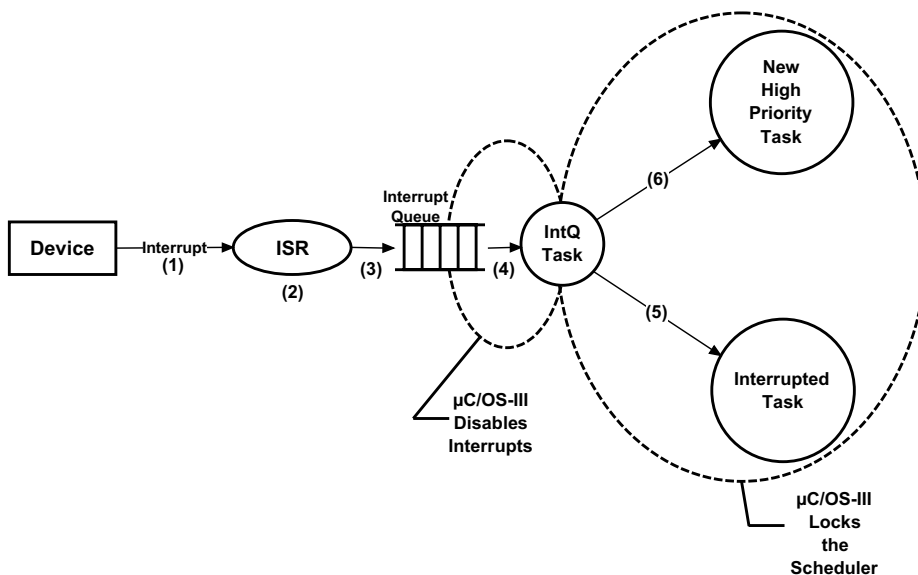 Device
Interrupt
(1)
ISR
(2)
(3)
Interrupt
Queue
(4)
IntQ
Task
(6)
New
High
Priority
Task
(5)
Interrupted
Task
µC/OS-III
Disables
Interrupts
µC/OS-III
Locks
the
Scheduler